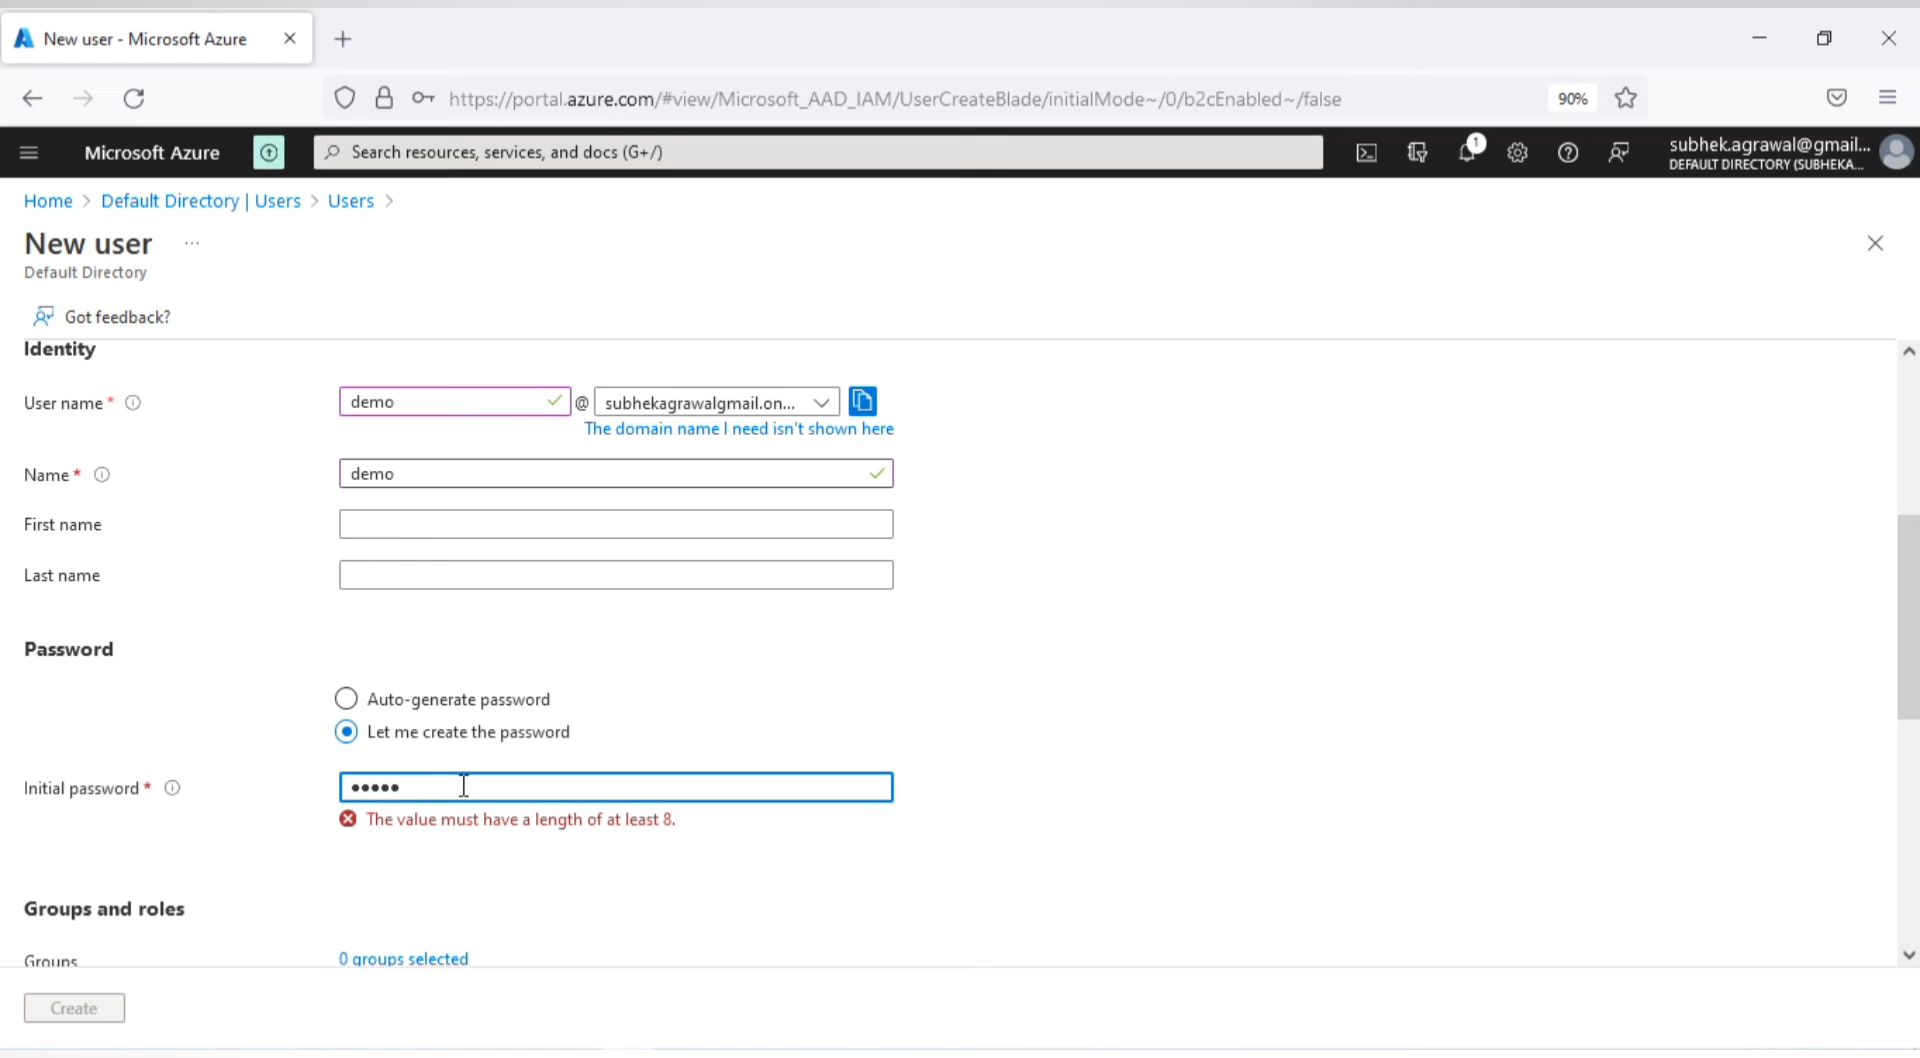 New user - Microsoft Azure
https://portal.azure.com/#view/Microsoft_AAD_IAM/UserCreateBlade/initialMode~/0/b2cEnabled~/false
90%
Microsoft Azure
Search resources, services, and docs (G+/)
1
subhek.agrawal@gmail...
DEFAULT DIRECTORY (SUBHEKA...
Home > Default Directory | Users > Users >
New user ...
Default Directory
Got feedback?
Identity
User name *
demo @ subhekagrawalgmail.on...
The domain name I need isn't shown here
Name *
demo
First name
Last name
Password
Auto-generate password
Let me create the password
Initial password *
•••••
The value must have a length of at least 8.
Groups and roles
Groups
0 groups selected
Create